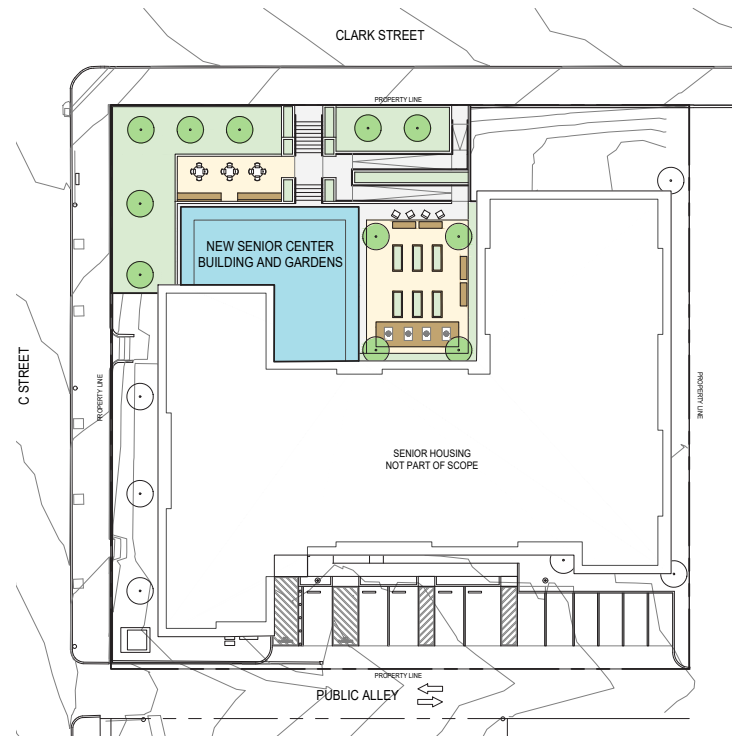 CLARK STREET
PROPERTY LINE
NEW SENIOR CENTER
BUILDING AND GARDENS
C STREET
PROPERTY LINE
PROPERTY LINE
SENIOR HOUSING
NOT PART OF SCOPE
PROPERTY LINE
PUBLIC ALLEY